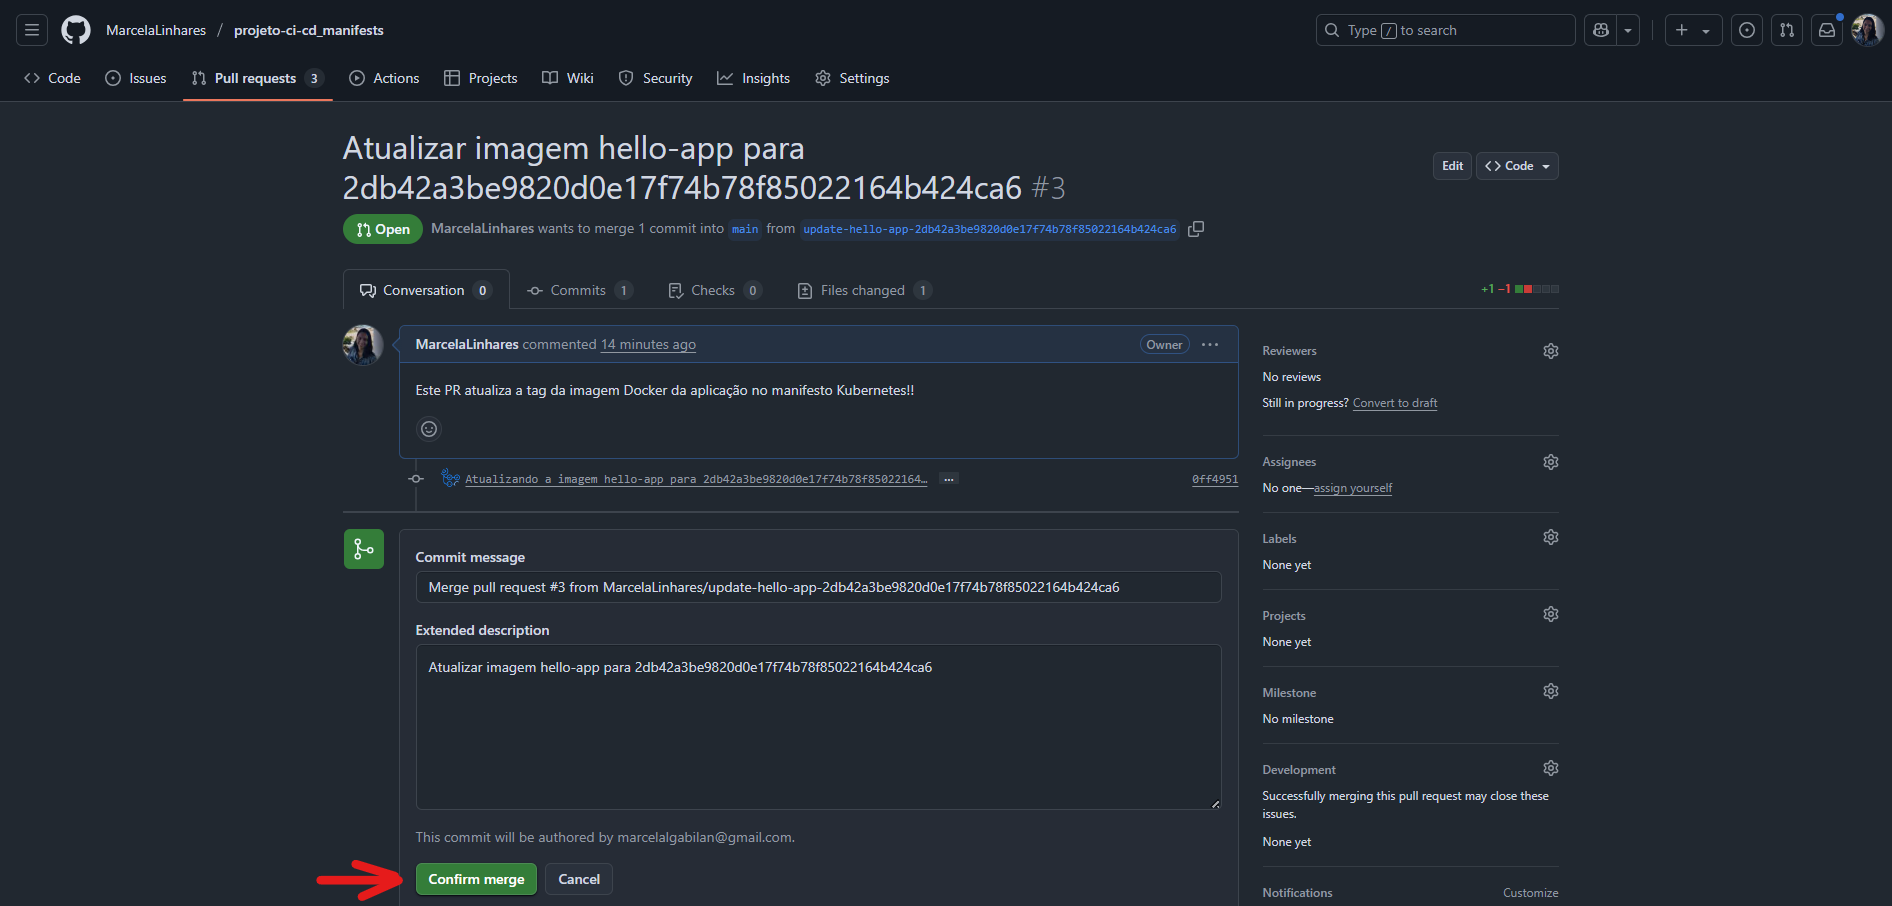 MarcelaLinhares / projeto-ci-cd_manifests
Type / to search
Code
Issues
Pull requests 3
Actions
Projects
Wiki
Security
Insights
Settings
Atualizar imagem hello-app para
2db42a3be9820d0e17f74b78f85022164b424ca6 #3
Edit
Code
Open
MarcelaLinhares wants to merge 1 commit into main from update-hello-app-2db42a3be9820d0e17f74b78f85022164b424ca6
Conversation 0
Commits 1
Checks 0
Files changed 1
+1 −1
MarcelaLinhares commented 14 minutes ago
Owner
Este PR atualiza a tag da imagem Docker da aplicação no manifesto Kubernetes!!
Atualizando a imagem hello-app para 2db42a3be9820d0e17f74b78f85022164… ...
0ff4951
Commit message
Merge pull request #3 from MarcelaLinhares/update-hello-app-2db42a3be9820d0e17f74b78f85022164b424ca6
Extended description
Atualizar imagem hello-app para 2db42a3be9820d0e17f74b78f85022164b424ca6
This commit will be authored by marcelalgabilan@gmail.com.
Confirm merge
Cancel
Reviewers
No reviews
Still in progress? Convert to draft
Assignees
No one—assign yourself
Labels
None yet
Projects
None yet
Milestone
No milestone
Development
Successfully merging this pull request may close these
issues.
None yet
Notifications
Customize